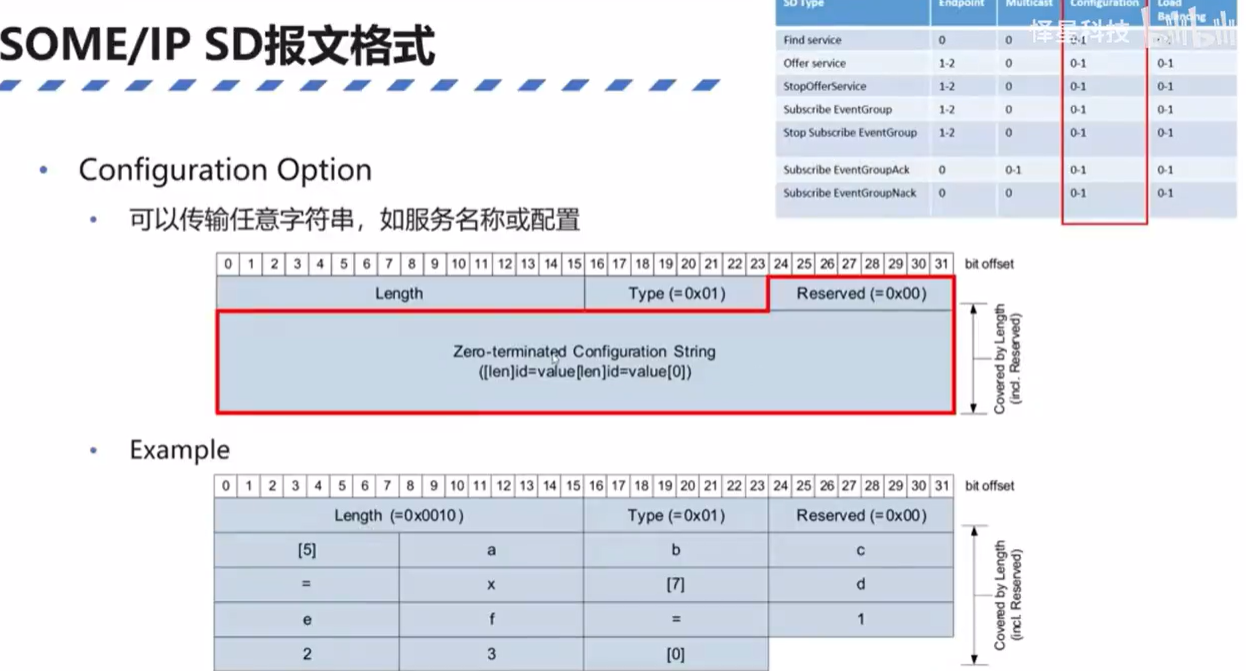 SOME/IP SD报文格式
SD Type Endpoint Multicast Configuration Load Balancing
怿星科技 bilibili
Find service 0 0 0-1
Offer service 1-2 0 0-1 0-1
StopOfferService 1-2 0 0-1 0-1
Subscribe EventGroup 1-2 0 0-1 0-1
Stop Subscribe EventGroup 1-2 0 0-1 0-1
Subscribe EventGroupAck 0 0-1 0-1 0-1
Subscribe EventGroupNack 0 0 0-1 0-1
• Configuration Option
• 可以传输任意字符串，如服务名称或配置
0 1 2 3 4 5 6 7 8 9 10 11 12 13 14 15 16 17 18 19 20 21 22 23 24 25 26 27 28 29 30 31 bit offset
Length Type (=0x01) Reserved (=0x00)
Zero-terminated Configuration String
([len]id=value[len]id=value[0])
Covered by Length
(incl. Reserved)
• Example
0 1 2 3 4 5 6 7 8 9 10 11 12 13 14 15 16 17 18 19 20 21 22 23 24 25 26 27 28 29 30 31 bit offset
Length (=0x0010) Type (=0x01) Reserved (=0x00)
[5] a b c
= x [7] d
e f = 1
2 3 [0]
Covered by Length
(incl. Reserved)